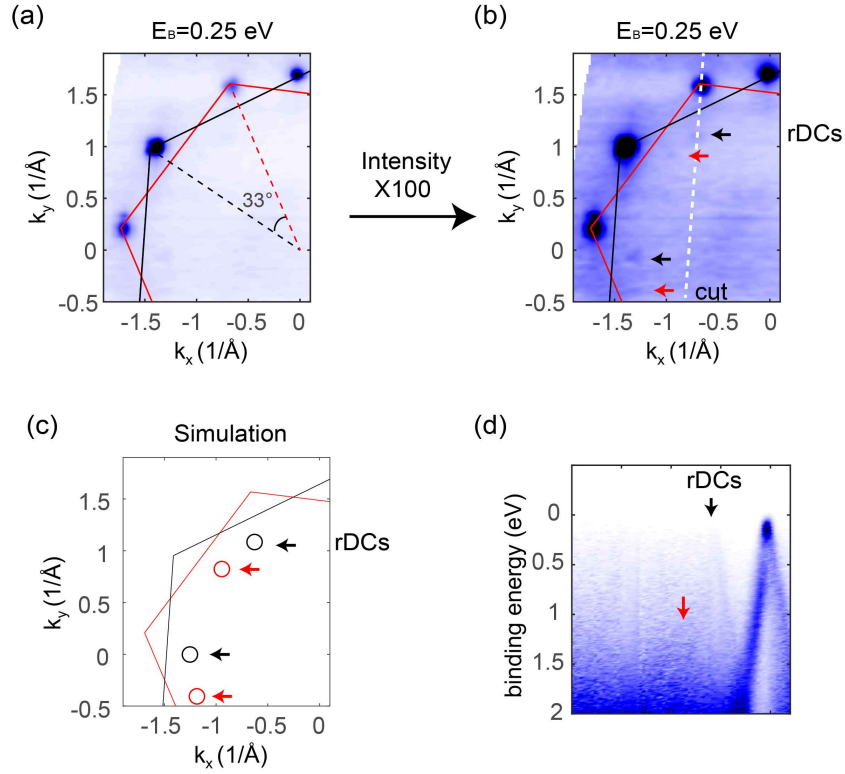 (a)
E_B=0.25 eV
k_y (1/Å)
1.5
1
0.5
0
-0.5
33°
-1.5
-1
-0.5
0
k_x (1/Å)
Intensity
X100
(b)
E_B=0.25 eV
k_y (1/Å)
1.5
1
0.5
0
-0.5
rDCs
cut
-1.5
-1
-0.5
0
k_x (1/Å)
(c)
Simulation
k_y (1/Å)
1.5
1
0.5
0
-0.5
rDCs
-1.5
-1
-0.5
0
k_x (1/Å)
(d)
rDCs
binding energy (eV)
0
0.5
1
1.5
2